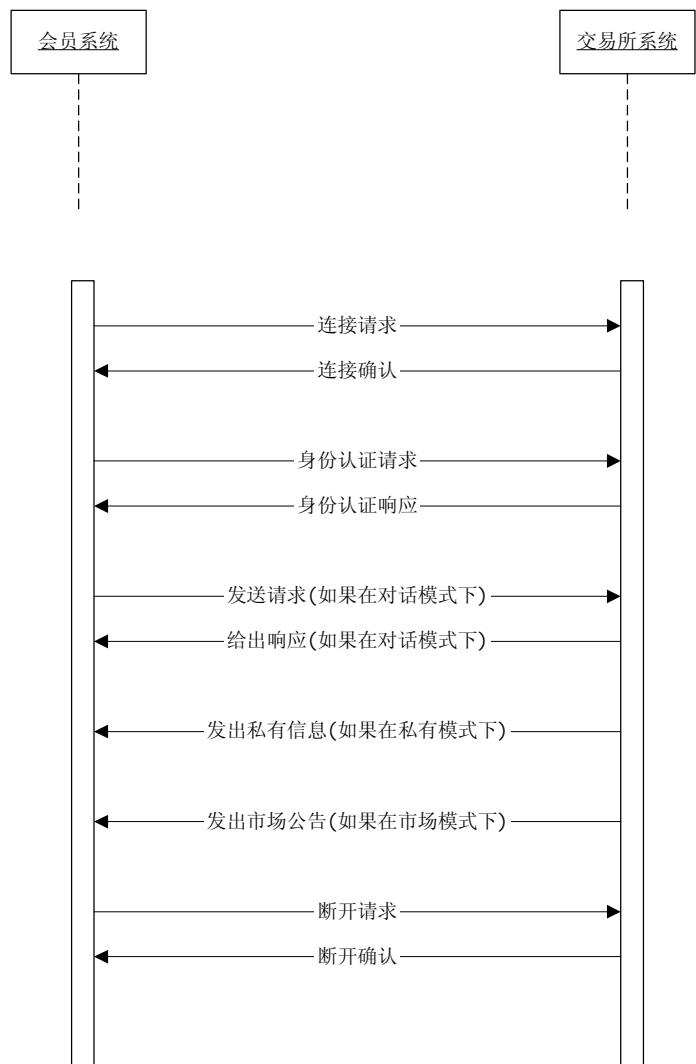 会员系统
交易所系统
连接请求
连接确认
身份认证请求
身份认证响应
发送请求(如果在对话模式下)
给出响应(如果在对话模式下)
发出私有信息(如果在私有模式下)
发出市场公告(如果在市场模式下)
断开请求
断开确认